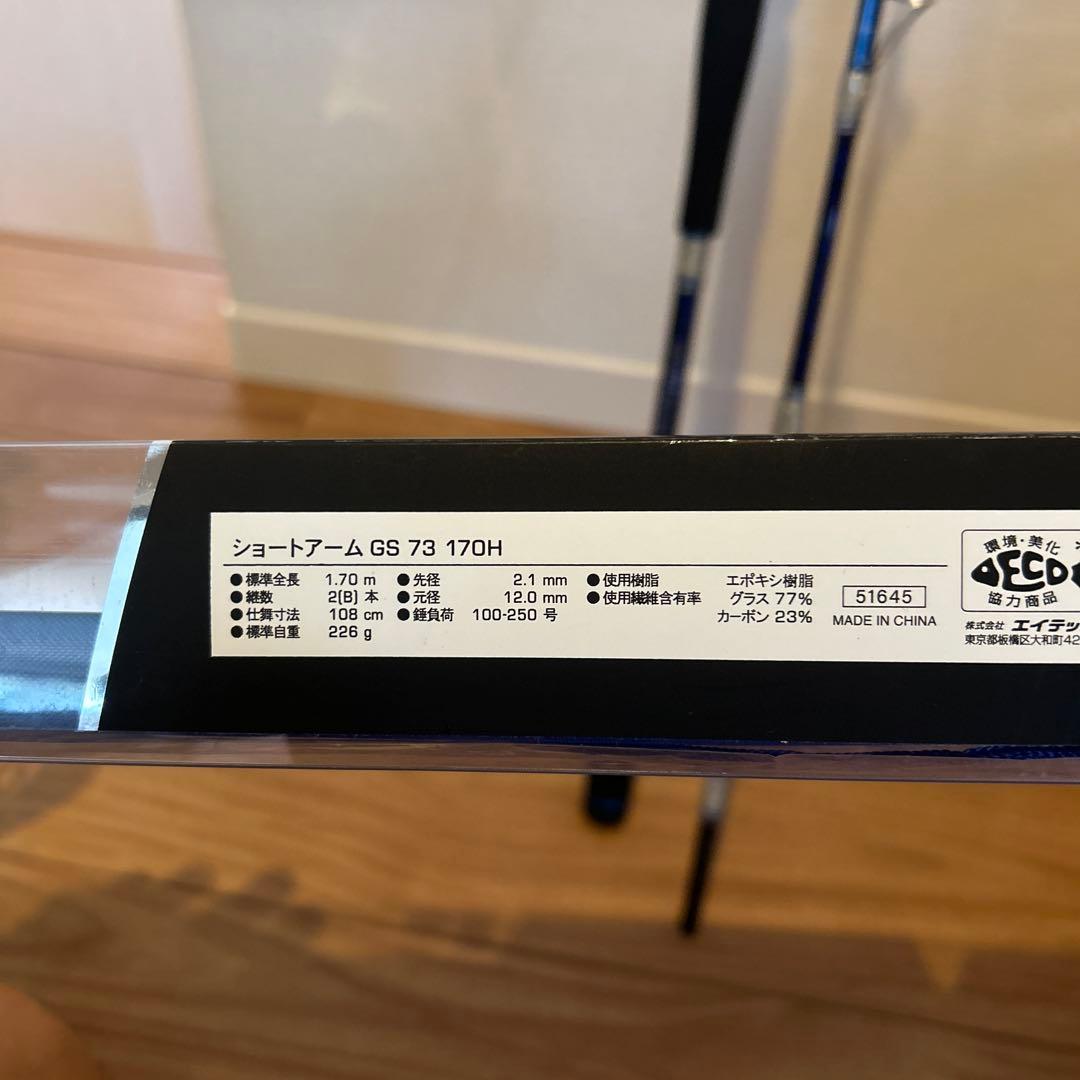 ショートアーム GS 73 170H
●標準全長 1.70 m ●先径 2.1 mm ●使用樹脂 エポキシ樹脂
●継数 2(B) 本 ●元径 12.0 mm ●使用繊維含有率 グラス 77%
●仕舞寸法 108 cm ●錘負荷 100-250 号 カーボン 23%
●標準自重 226 g
51645
MADE IN CHINA
環境・美化
DECO
協力商品
株式会社 エイテッ
東京都板橋区大和町42